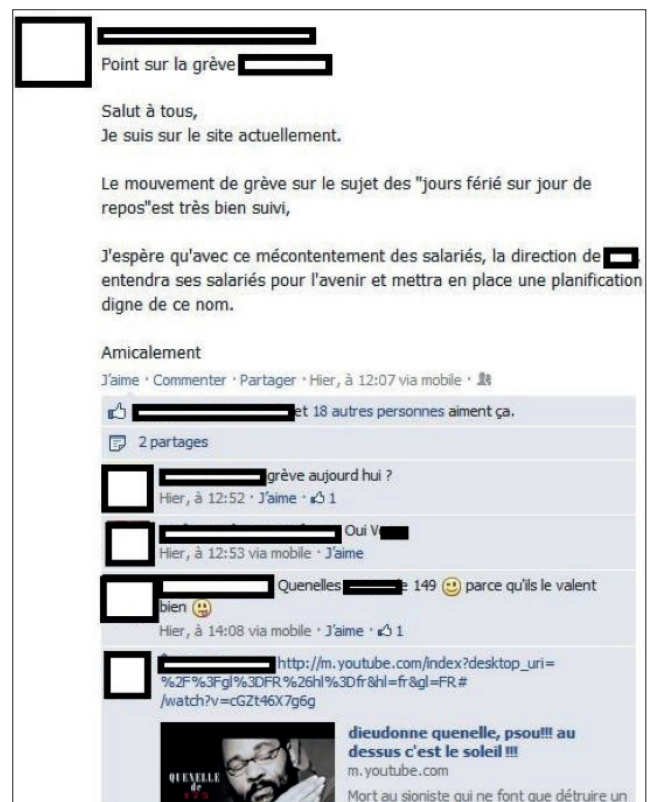 Point sur la grève
Salut à tous,
Je suis sur le site actuellement.
Le mouvement de grève sur le sujet des "jours férié sur jour de
repos"est très bien suivi,
J'espère qu'avec ce mécontentement des salariés, la direction de
entendra ses salariés pour l'avenir et mettra en place une planification
digne de ce nom.
Amicalement
J'aime · Commenter · Partager · Hier, à 12:07 via mobile ·
et 18 autres personnes aiment ça.
2 partages
grève aujourd hui ?
Hier, à 12:52 · J'aime · 1
Oui
Hier, à 12:53 via mobile · J'aime
Quenelles 149 parce qu'ils le valent
bien
Hier, à 14:08 via mobile · J'aime · 1
http://m.youtube.com/index?desktop_uri=
%2F%3Fgl%3DFR%26hl%3Dfr&hl=fr&gl=FR#
/watch?v=cGZt46X7g6g
dieudonne quenelle, psou!!! au
dessus c'est le soleil !!!
m.youtube.com
QUENELLE
de
175
Mort au sioniste qui ne font que détruire un